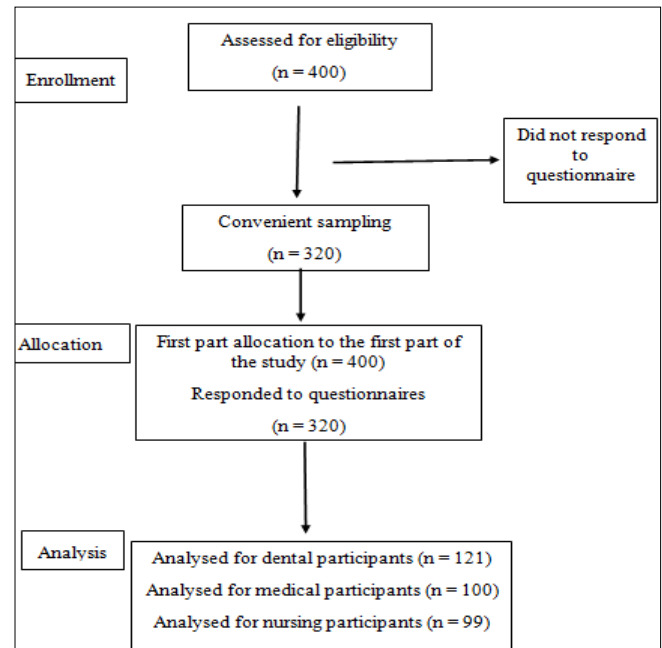 Assessed for eligibility
(n = 400)
Enrollment
Did not respond
to
questionnaire
Convenient sampling
(n = 320)
Allocation
First part allocation to the first part of
the study (n = 400)
Responded to questionnaires
(n = 320)
Analysis
Analysed for dental participants (n = 121)
Analysed for medical participants (n = 100)
Analysed for nursing participants (n = 99)